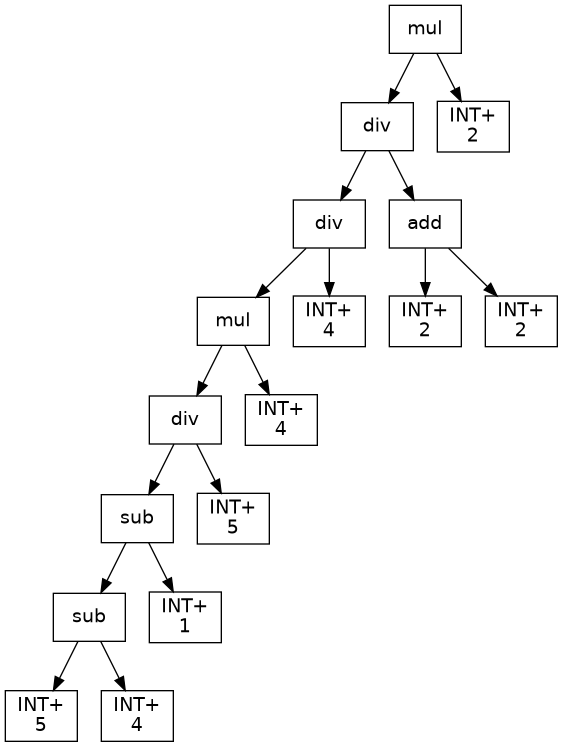 mul
div
INT+
2
div
add
mul
INT+
4
INT+
2
INT+
2
div
INT+
4
sub
INT+
5
sub
INT+
1
INT+
5
INT+
4